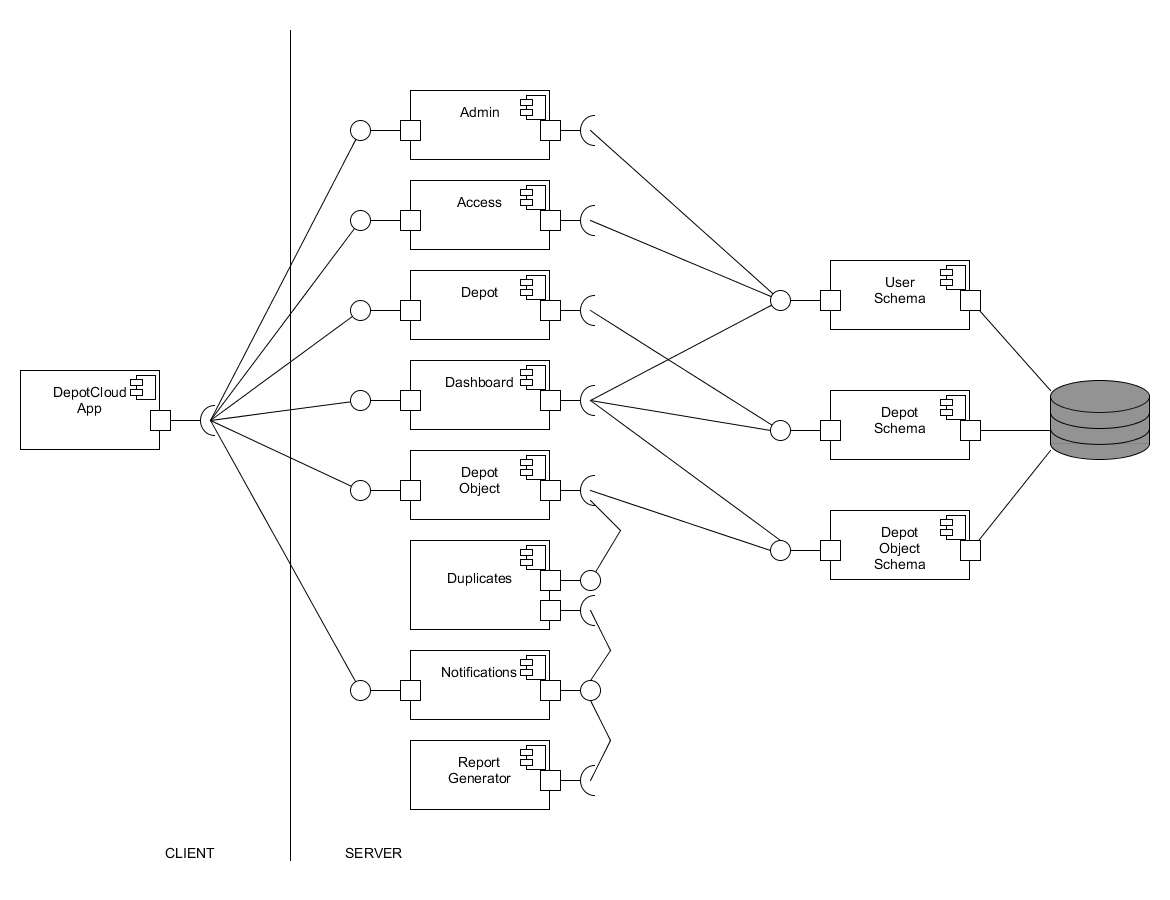 Admin
Access
Depot
Dashboard
Depot
Object
Duplicates
Notifications
Report
Generator
DepotCloud
App
User
Schema
Depot
Schema
Depot
Object
Schema
CLIENT
SERVER